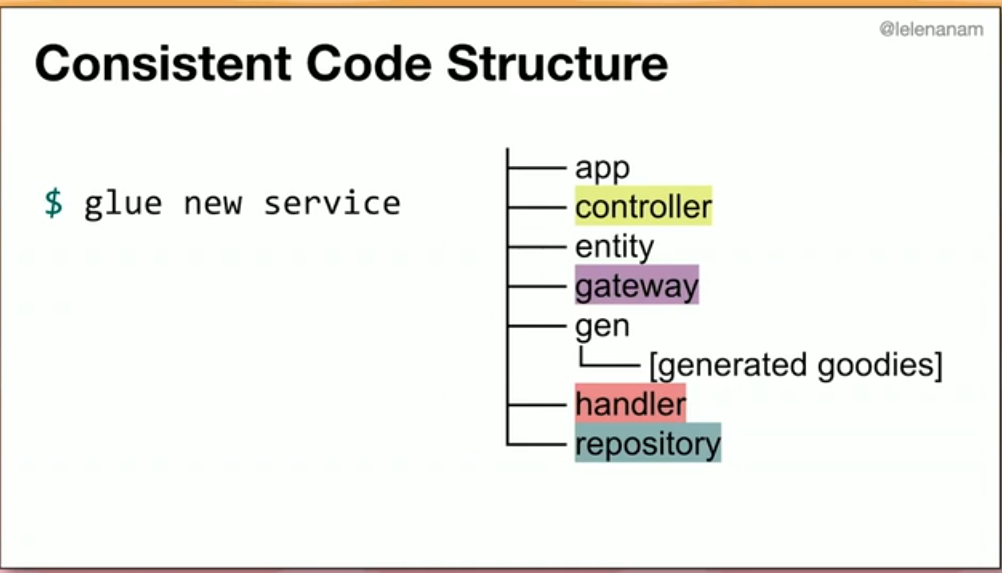 @lelenanam
Consistent Code Structure
$ glue new service
app
controller
entity
gateway
gen
[generated goodies]
handler
repository